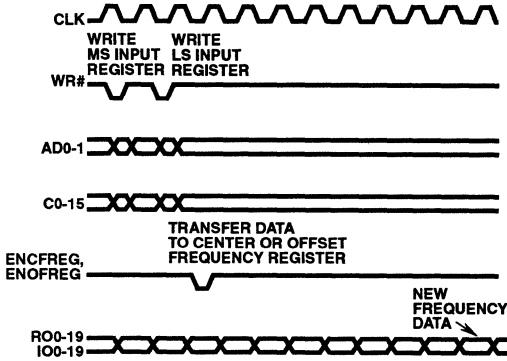 CLK
WRITE MS INPUT REGISTER
WRITE LS INPUT REGISTER
WR#
AD0-1
C0-15
TRANSFER DATA
TO CENTER OR OFFSET
FREQUENCY REGISTER
ENCFREG,
ENOFREG
NEW
FREQUENCY
DATA
RO0-19
IO0-19